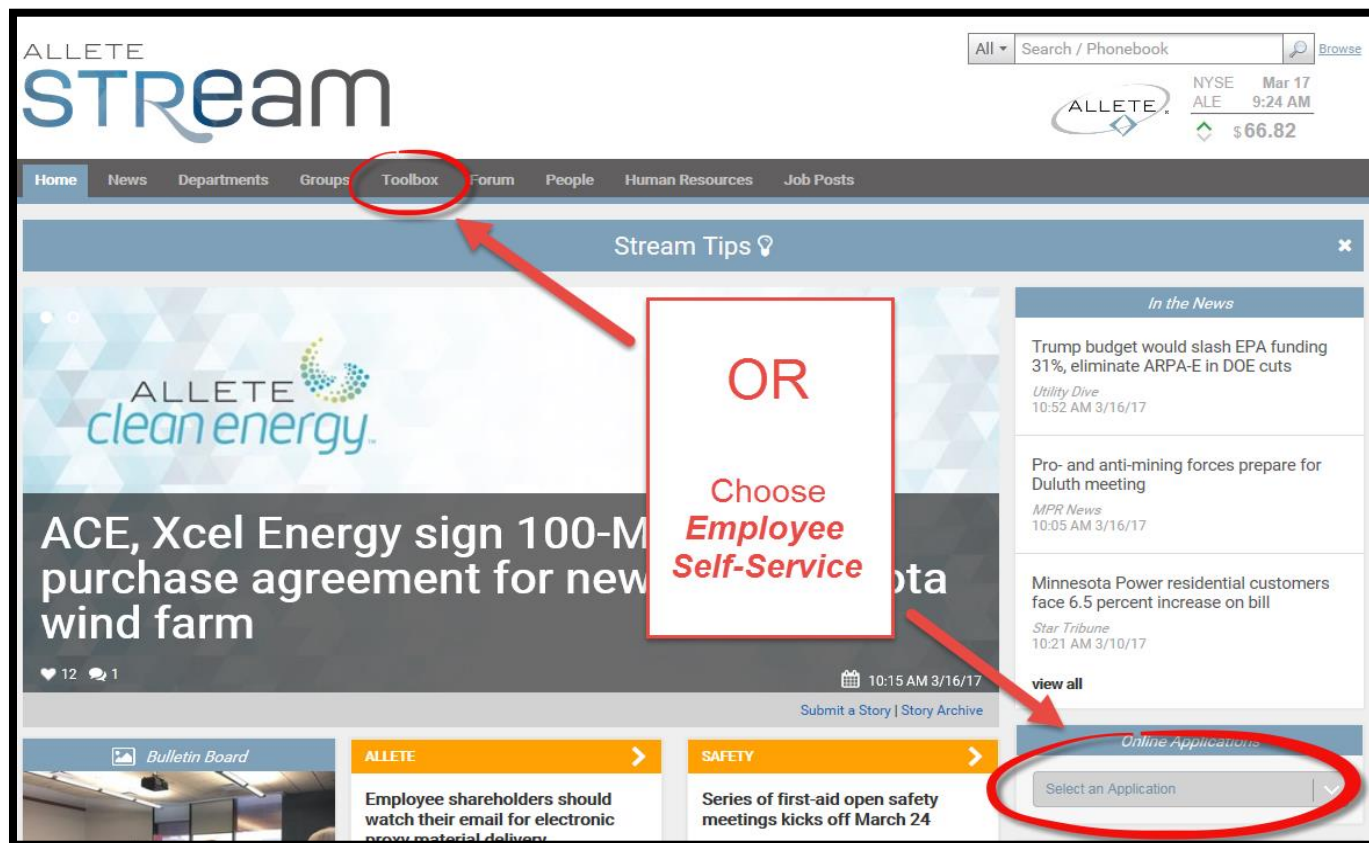 ALLETE
STReam
All Search / Phonebook Browse
ALLETE
NYSE Mar 17
ALE 9:24 AM
$66.82
Home News Departments Groups Toolbox Forum People Human Resources Job Posts
Stream Tips
ALLETE
clean energy
ACE, Xcel Energy sign 100-M
purchase agreement for new ota
wind farm
12 1
10:15 AM 3/16/17
Submit a Story | Story Archive
OR
Choose
Employee
Self-Service
In the News
Trump budget would slash EPA funding
31%, eliminate ARPA-E in DOE cuts
Utility Dive
10:52 AM 3/16/17
Pro- and anti-mining forces prepare for
Duluth meeting
MPR News
10:05 AM 3/16/17
Minnesota Power residential customers
face 6.5 percent increase on bill
Star Tribune
10:21 AM 3/10/17
view all
Online Applications
Select an Application
Bulletin Board
ALLETE
Employee shareholders should
watch their email for electronic
proxy material delivery
SAFETY
Series of first-aid open safety
meetings kicks off March 24